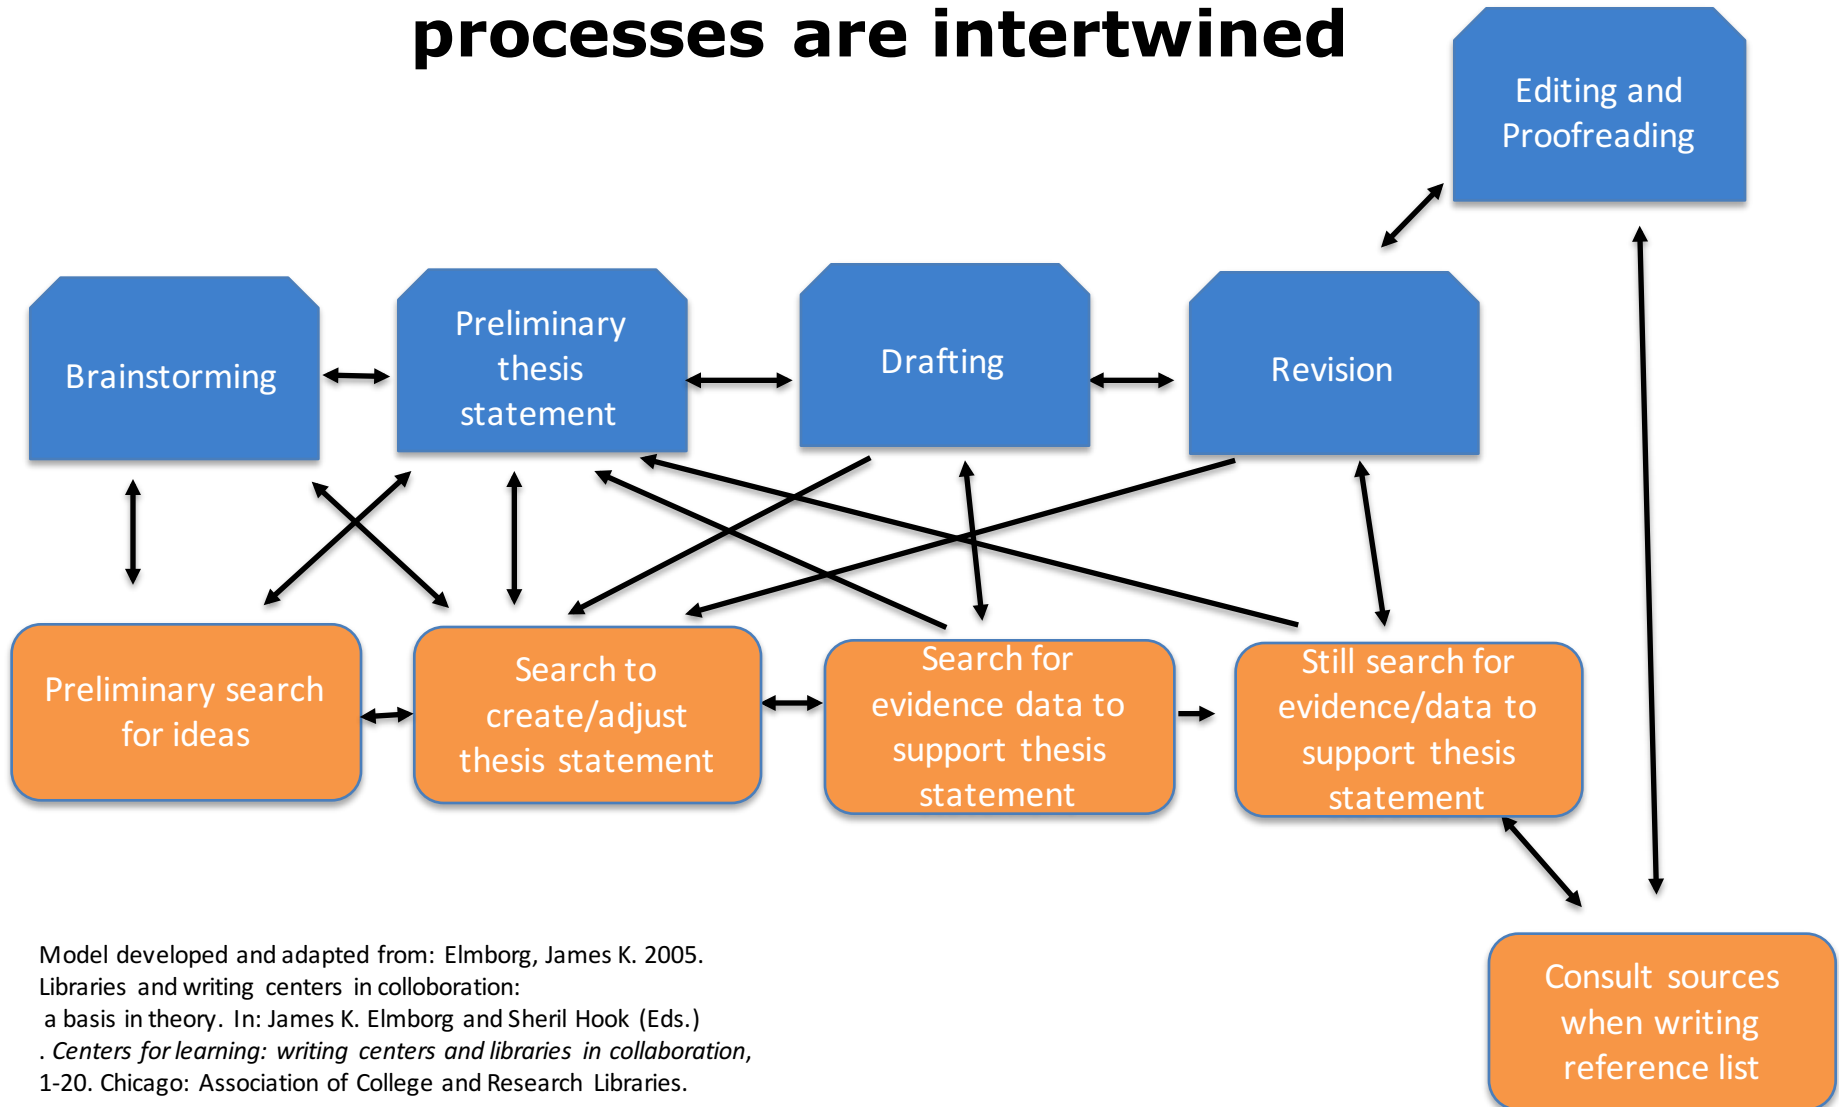 processes are intertwined
Editing and
Proofreading
Brainstorming
Preliminary
thesis
statement
Drafting
Revision
Preliminary search
for ideas
Search to
create/adjust
thesis statement
Search for
evidence data to
support thesis
statement
Still search for
evidence/data to
support thesis
statement
Consult sources
when writing
reference list
Model developed and adapted from: Elmborg, James K. 2005.
Libraries and writing centers in colloboration:
a basis in theory. In: James K. Elmborg and Sheril Hook (Eds.)
. Centers for learning: writing centers and libraries in collaboration,
1-20. Chicago: Association of College and Research Libraries.